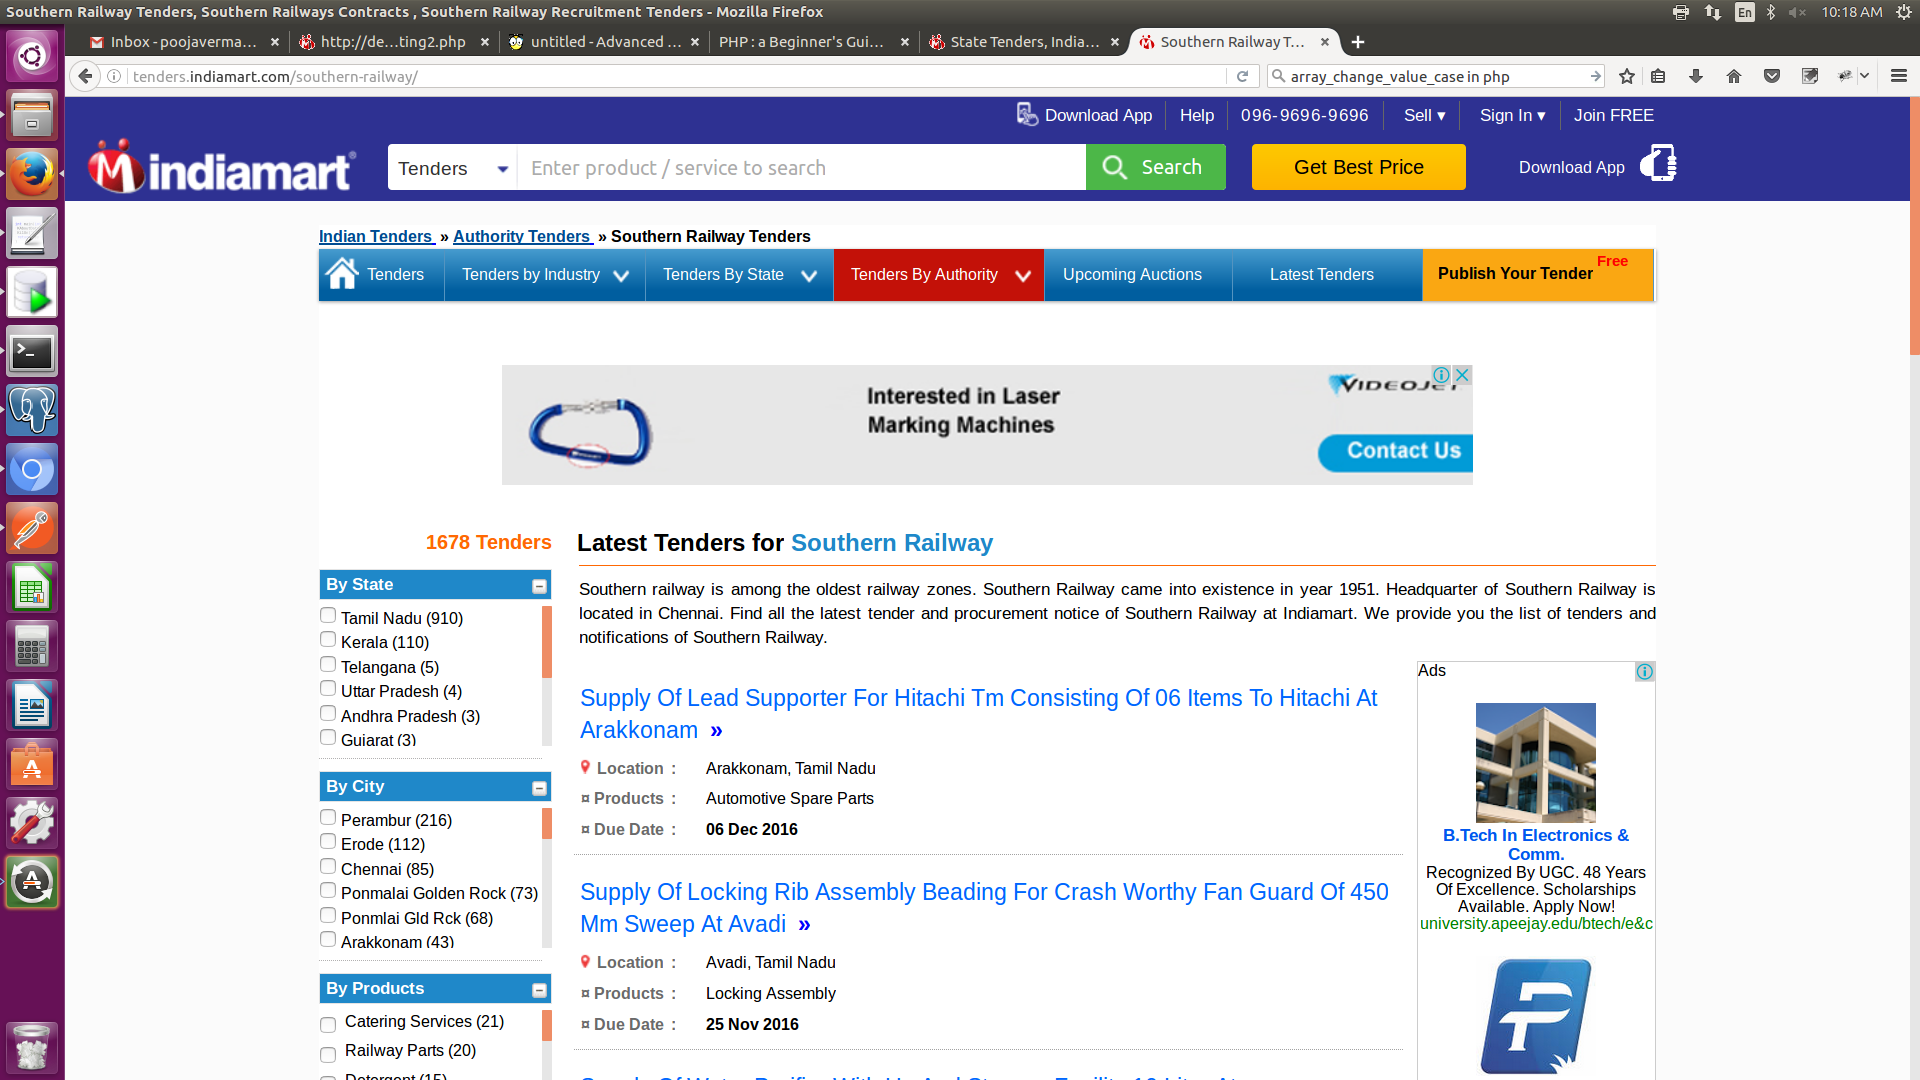 Southern Railway Tenders, Southern Railways Contracts , Southern Railway Recruitment Tenders - Mozilla Firefox
En
10:18 AM
Inbox - poojaverma...
http://de...ting2.php
untitled - Advanced ...
PHP : a Beginner's Gui...
State Tenders, India...
Southern Railway T...
tenders.indiamart.com/southern-railway/
array_change_value_case in php
Download App
Help
096-9696-9696
Sell ▾
Sign In ▾
Join FREE
indiamart
Tenders
Enter product / service to search
Search
Get Best Price
Download App
Indian Tenders » Authority Tenders » Southern Railway Tenders
Tenders
Tenders by Industry
Tenders By State
Tenders By Authority
Upcoming Auctions
Latest Tenders
Publish Your Tender
Free
Interested in Laser
Marking Machines
VIDEOJET
Contact Us
1678 Tenders
Latest Tenders for Southern Railway
Southern railway is among the oldest railway zones. Southern Railway came into existence in year 1951. Headquarter of Southern Railway is
located in Chennai. Find all the latest tender and procurement notice of Southern Railway at Indiamart. We provide you the list of tenders and
notifications of Southern Railway.
By State
Tamil Nadu (910)
Kerala (110)
Telangana (5)
Uttar Pradesh (4)
Andhra Pradesh (3)
Gujarat (3)
By City
Perambur (216)
Erode (112)
Chennai (85)
Ponmalai Golden Rock (73)
Ponmlai Gld Rck (68)
Arakkonam (43)
By Products
Catering Services (21)
Railway Parts (20)
Detergent (15)
Supply Of Lead Supporter For Hitachi Tm Consisting Of 06 Items To Hitachi At
Arakkonam »
Location : Arakkonam, Tamil Nadu
¤ Products : Automotive Spare Parts
¤ Due Date : 06 Dec 2016
Supply Of Locking Rib Assembly Beading For Crash Worthy Fan Guard Of 450
Mm Sweep At Avadi »
Location : Avadi, Tamil Nadu
¤ Products : Locking Assembly
¤ Due Date : 25 Nov 2016
Ads
B.Tech In Electronics &
Comm.
Recognized By UGC. 48 Years
Of Excellence. Scholarships
Available. Apply Now!
university.apeejay.edu/btech/e&c